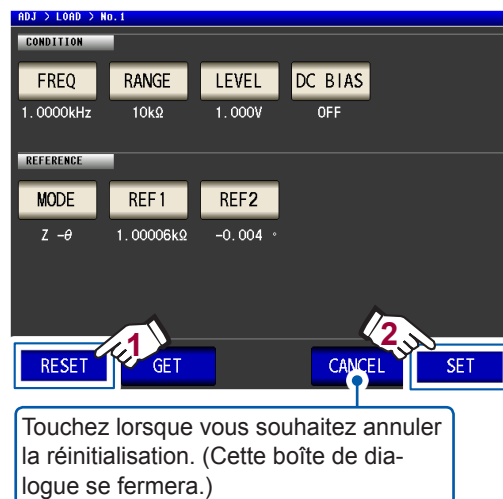 ADJ > LOAD > No.1
CONDITION
FREQ RANGE LEVEL DC BIAS
1.0000kHz 10kΩ 1.000V OFF
REFERENCE
MODE REF1 REF2
Z -θ 1.00006kΩ -0.004 °
1 2
RESET GET CANCEL SET
Touchez lorsque vous souhaitez annuler
la réinitialisation. (Cette boîte de dia-
logue se fermera.)